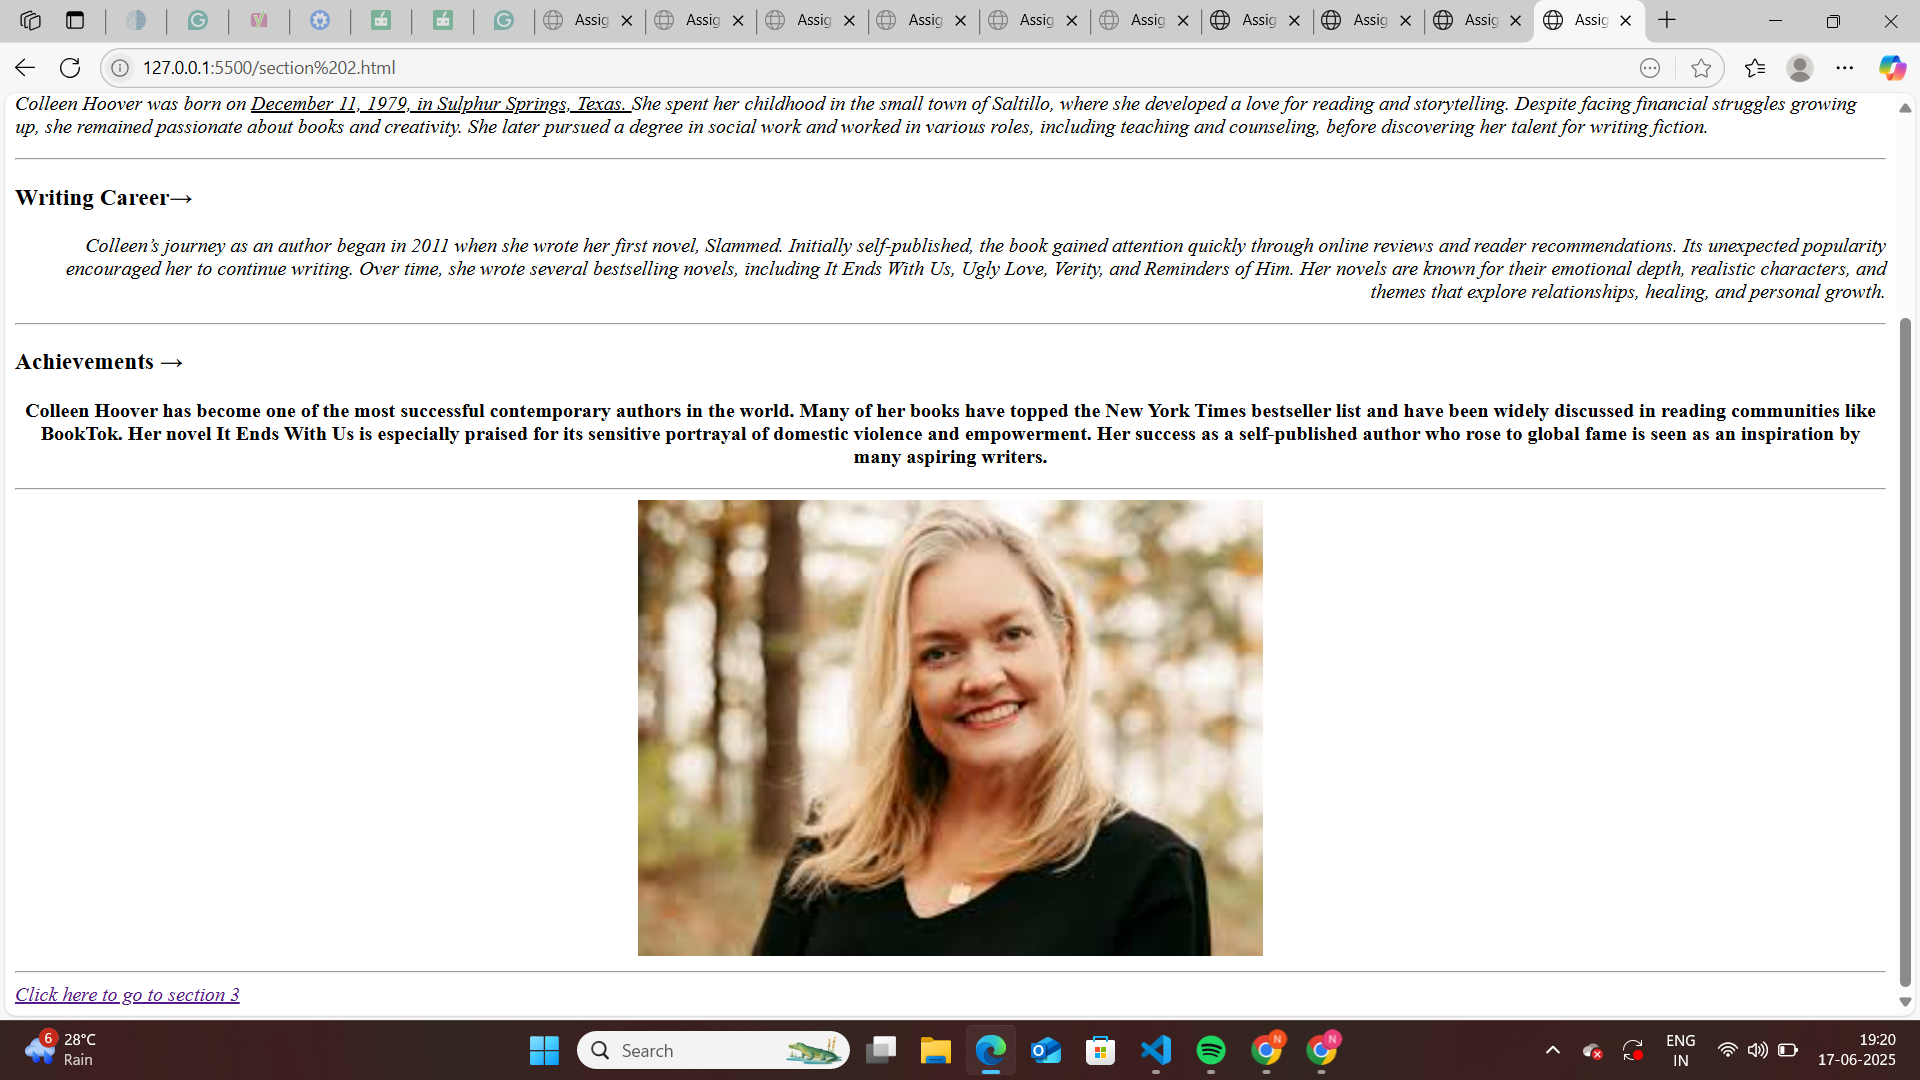 Assig
Assig
Assig
Assig
Assig
Assig
Assig
Assig
Assig
Assig
127.0.0.1:5500/section%202.html
Colleen Hoover was born on December 11, 1979, in Sulphur Springs, Texas. She spent her childhood in the small town of Saltillo, where she developed a love for reading and storytelling. Despite facing financial struggles growing
up, she remained passionate about books and creativity. She later pursued a degree in social work and worked in various roles, including teaching and counseling, before discovering her talent for writing fiction.
Writing Career→
Colleen’s journey as an author began in 2011 when she wrote her first novel, Slammed. Initially self-published, the book gained attention quickly through online reviews and reader recommendations. Its unexpected popularity
encouraged her to continue writing. Over time, she wrote several bestselling novels, including It Ends With Us, Ugly Love, Verity, and Reminders of Him. Her novels are known for their emotional depth, realistic characters, and
themes that explore relationships, healing, and personal growth.
Achievements →
Colleen Hoover has become one of the most successful contemporary authors in the world. Many of her books have topped the New York Times bestseller list and have been widely discussed in reading communities like
BookTok. Her novel It Ends With Us is especially praised for its sensitive portrayal of domestic violence and empowerment. Her success as a self-published author who rose to global fame is seen as an inspiration by
many aspiring writers.
Click here to go to section 3
6
28°C
Rain
Search
N
N
ENG
IN
19:20
17-06-2025